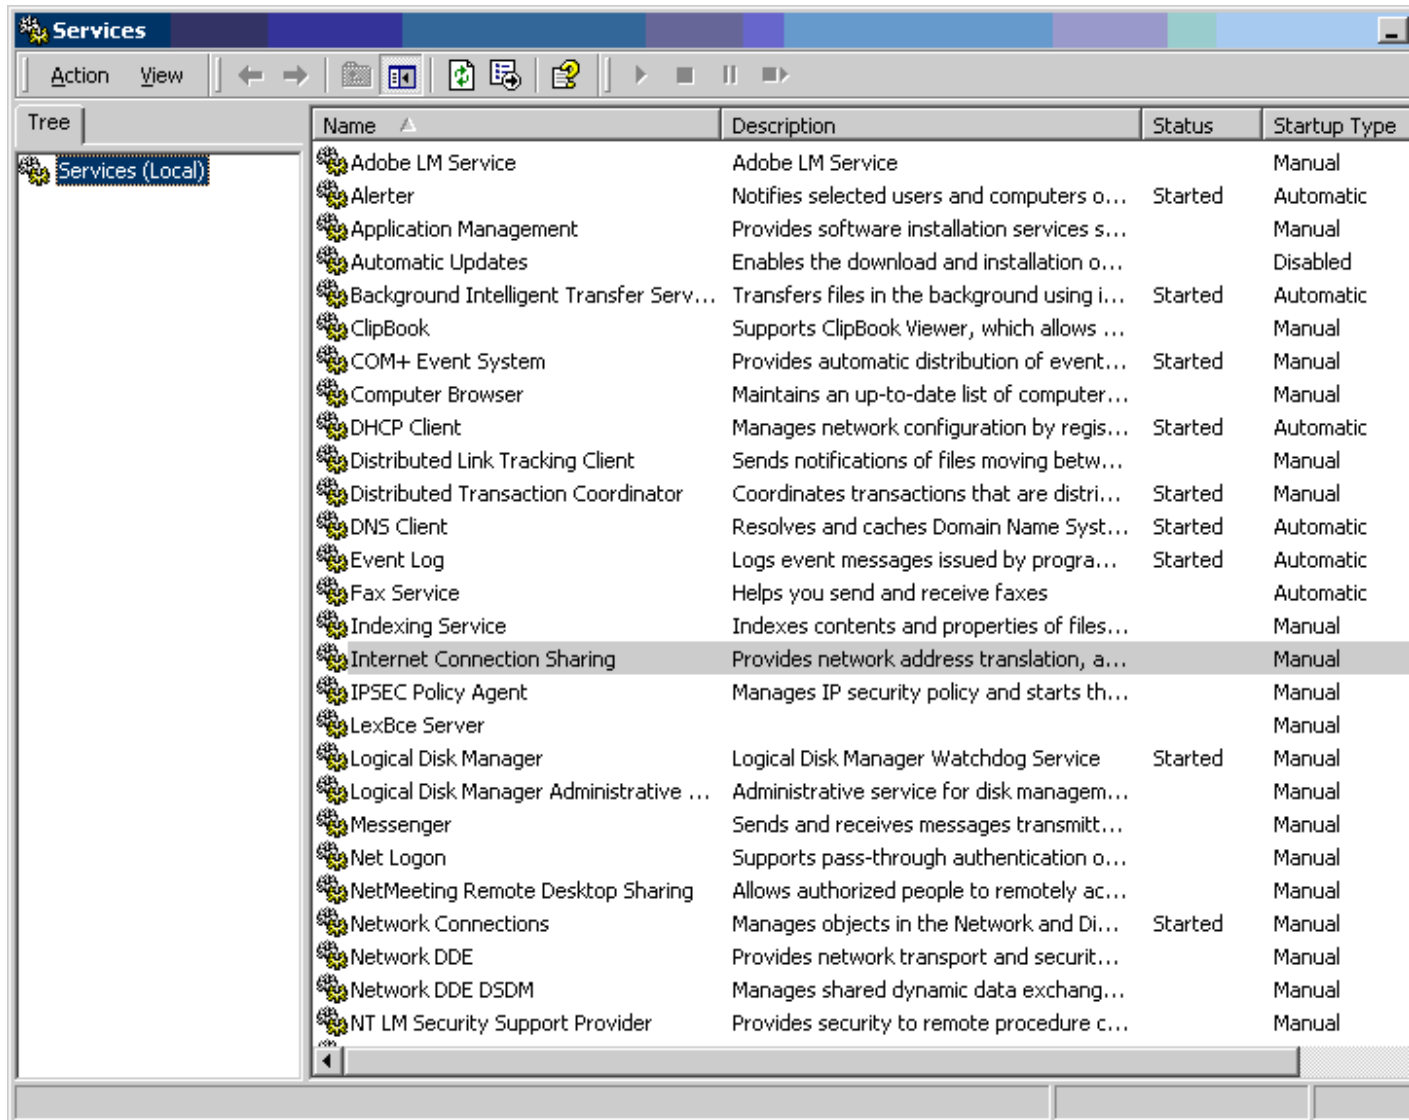 Services
Action View
Tree
Name Description Status Startup Type
Services (Local)
Adobe LM Service Adobe LM Service Manual
Alerter Notifies selected users and computers o... Started Automatic
Application Management Provides software installation services s... Manual
Automatic Updates Enables the download and installation o... Disabled
Background Intelligent Transfer Serv... Transfers files in the background using i... Started Automatic
ClipBook Supports ClipBook Viewer, which allows ... Manual
COM+ Event System Provides automatic distribution of event... Started Manual
Computer Browser Maintains an up-to-date list of computer... Manual
DHCP Client Manages network configuration by regis... Started Automatic
Distributed Link Tracking Client Sends notifications of files moving betw... Manual
Distributed Transaction Coordinator Coordinates transactions that are distri... Started Manual
DNS Client Resolves and caches Domain Name Syst... Started Automatic
Event Log Logs event messages issued by progra... Started Automatic
Fax Service Helps you send and receive faxes Automatic
Indexing Service Indexes contents and properties of files... Manual
Internet Connection Sharing Provides network address translation, a... Manual
IPSEC Policy Agent Manages IP security policy and starts th... Manual
LexBce Server Manual
Logical Disk Manager Logical Disk Manager Watchdog Service Started Manual
Logical Disk Manager Administrative ... Administrative service for disk managem... Manual
Messenger Sends and receives messages transmitt... Manual
Net Logon Supports pass-through authentication o... Manual
NetMeeting Remote Desktop Sharing Allows authorized people to remotely ac... Manual
Network Connections Manages objects in the Network and Di... Started Manual
Network DDE Provides network transport and securit... Manual
Network DDE DSDM Manages shared dynamic data exchang... Manual
NT LM Security Support Provider Provides security to remote procedure c... Manual